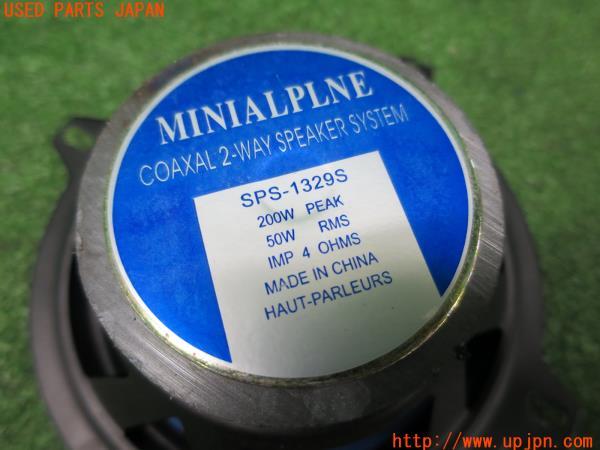 USED PARTS JAPAN
MINIALPLNE
COAXAL 2-WAY SPEAKER SYSTEM
SPS-1329S
200W PEAK
50W RMS
IMP 4 OHMS
MADE IN CHINA
HAUT-PARLEURS
http://www.upjpn.com/